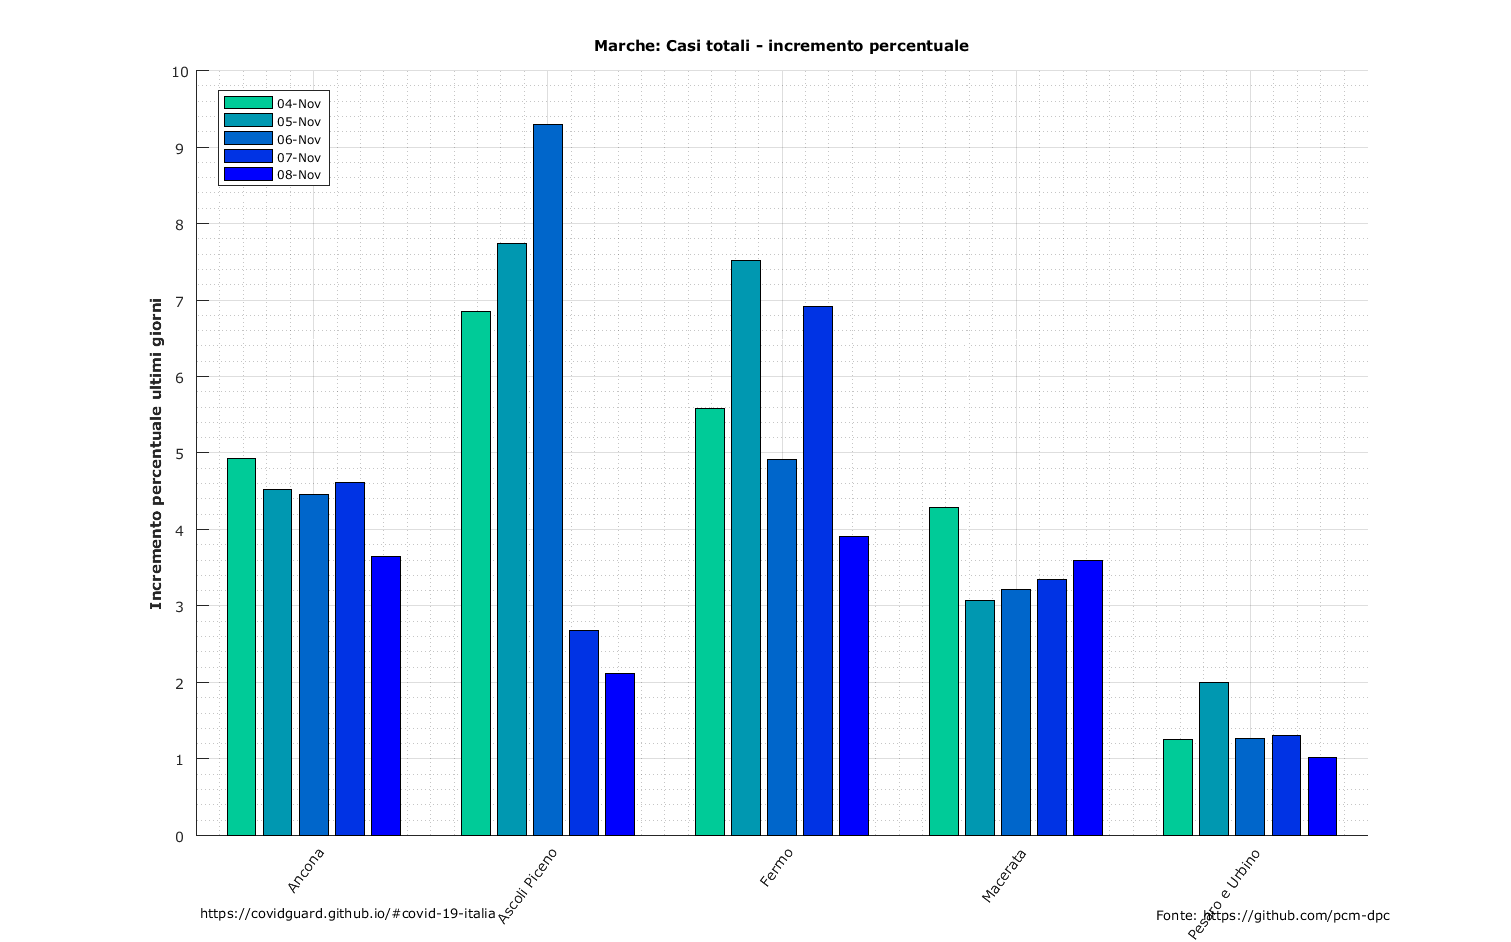 Marche: Casi totali - incremento percentuale
10
9
8
7
6
5
4
3
2
1
0
Incremento percentuale ultimi giorni
04-Nov
05-Nov
06-Nov
07-Nov
08-Nov
Ancona
Ascoli Piceno
Fermo
Macerata
Pesaro e Urbino
https://covidguard.github.io/#covid-19-italia
Fonte: https://github.com/pcm-dpc